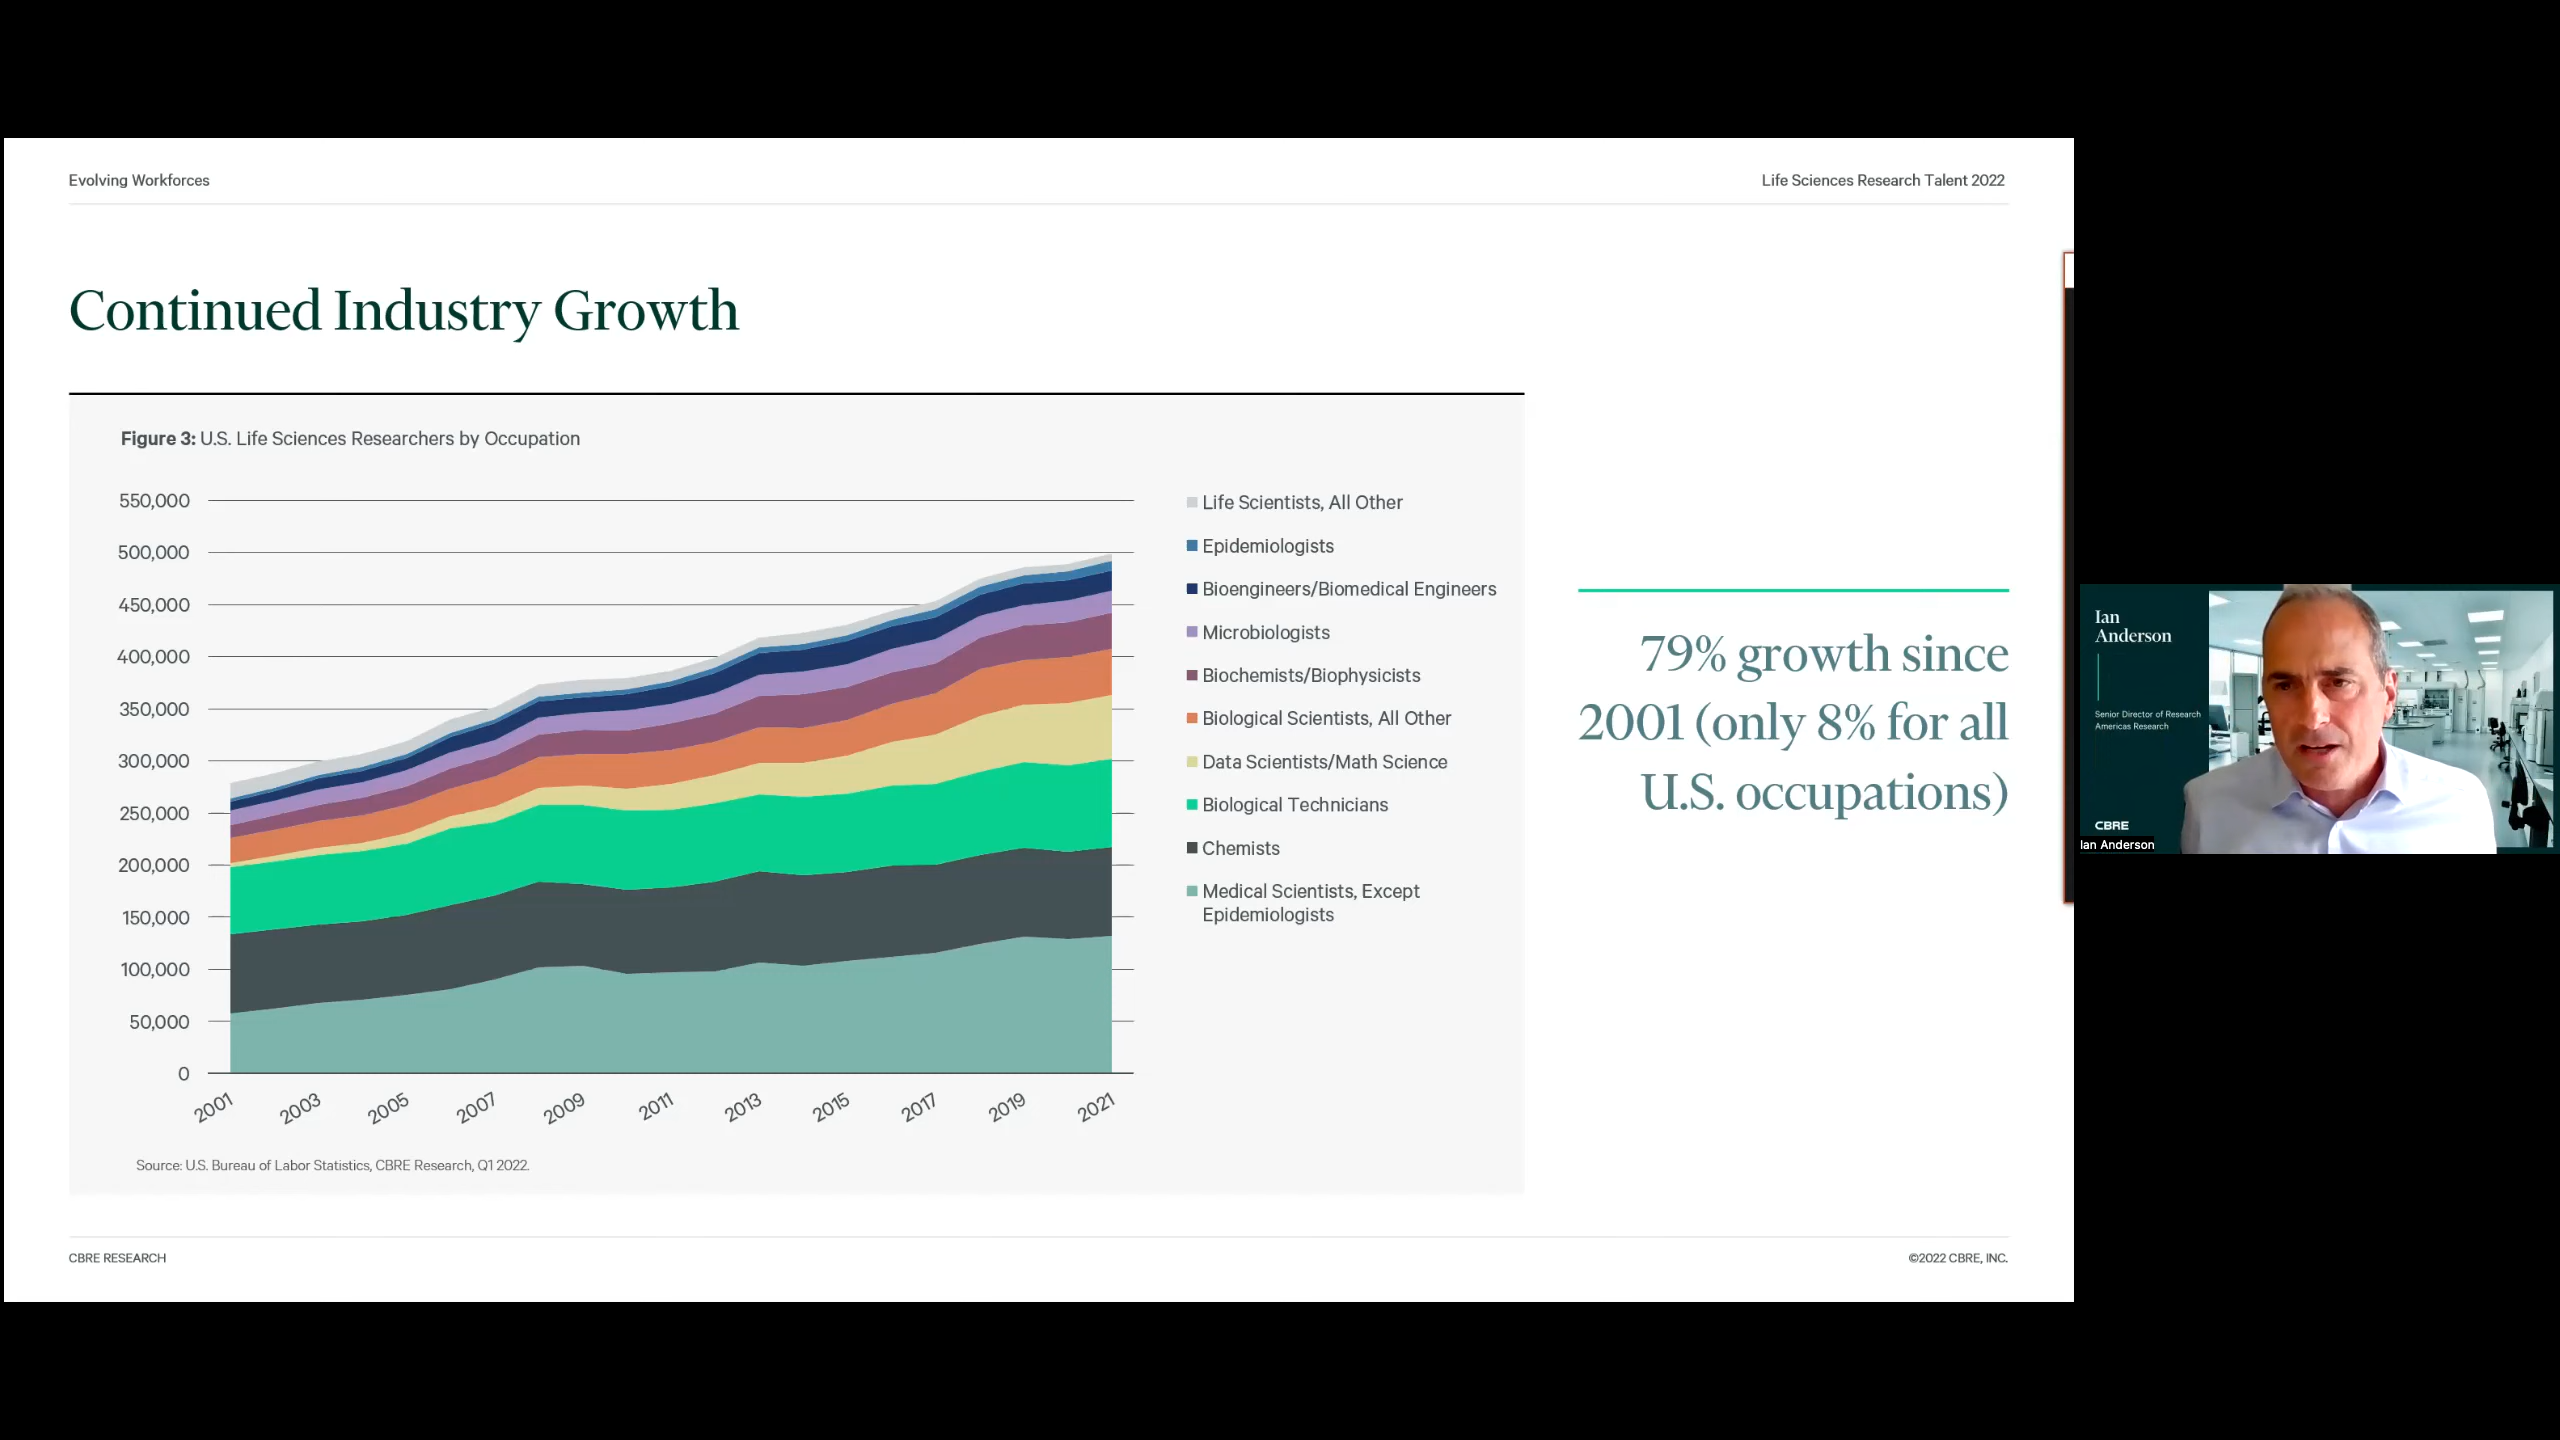 Evolving Workforces
Life Sciences Research Talent 2022
Continued Industry Growth
Figure 3: U.S. Life Sciences Researchers by Occupation
550,000
500,000
450,000
400,000
350,000
300,000
250,000
200,000
150,000
100,000
50,000
0
2001
2003
2005
2007
2009
2011
2013
2015
2017
2019
2021
Life Scientists, All Other
Epidemiologists
Bioengineers/Biomedical Engineers
Microbiologists
Biochemists/Biophysicists
Biological Scientists, All Other
Data Scientists/Math Science
Biological Technicians
Chemists
Medical Scientists, Except
Epidemiologists
Source: U.S. Bureau of Labor Statistics, CBRE Research, Q1 2022.
79% growth since
2001 (only 8% for all
U.S. occupations)
CBRE RESEARCH
©2022 CBRE, INC.
Ian
Anderson
Senior Director of Research
Americas Research
CBRE
Ian Anderson